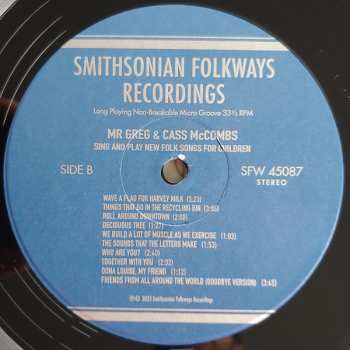 SMITHSONIAN FOLKWAYS
RECORDINGS
Long Playing Non-Breakable Micro Groove 33⅓ RPM
MR GREG & CASS McCOMBS
SING AND PLAY NEW FOLK SONGS FOR CHILDREN
SIDE B
SFW 45087
STEREO
WAVE A FLAG FOR HARVEY MILK (3:23)
THINGS THAT GO IN THE RECYCLING BIN (3:05)
ROLL AROUND DOWNTOWN (2:08)
DECIDUOUS TREE (1:27)
WE BUILD A LOT OF MUSCLE AS WE EXERCISE (1:03)
THE SOUNDS THAT THE LETTERS MAKE (1:23)
WHO ARE YOU? (2:40)
TOGETHER WITH YOU (2:32)
DONA LOUISE, MY FRIEND (1:12)
FRIENDS FROM ALL AROUND THE WORLD (GOODBYE VERSION) (3:45)
Smithsonian Folkways Recordings